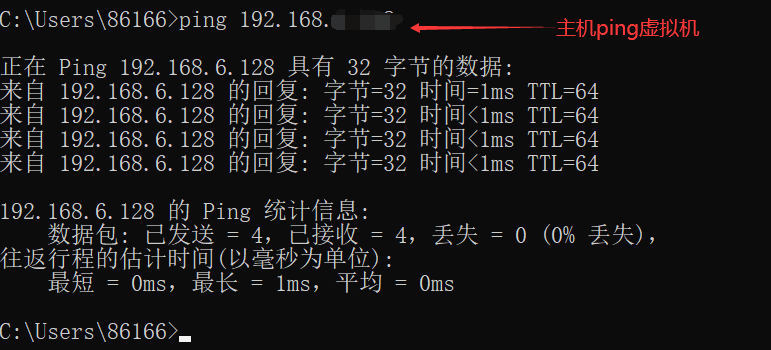 C:\Users\86166>ping 192.168.
主机ping虚拟机
正在 Ping 192.168.6.128 具有 32 字节的数据:
来自 192.168.6.128 的回复: 字节=32 时间=1ms TTL=64
来自 192.168.6.128 的回复: 字节=32 时间<1ms TTL=64
来自 192.168.6.128 的回复: 字节=32 时间<1ms TTL=64
来自 192.168.6.128 的回复: 字节=32 时间<1ms TTL=64
192.168.6.128 的 Ping 统计信息:
数据包: 已发送 = 4，已接收 = 4，丢失 = 0 (0% 丢失)，
往返行程的估计时间(以毫秒为单位):
最短 = 0ms，最长 = 1ms，平均 = 0ms
C:\Users\86166>